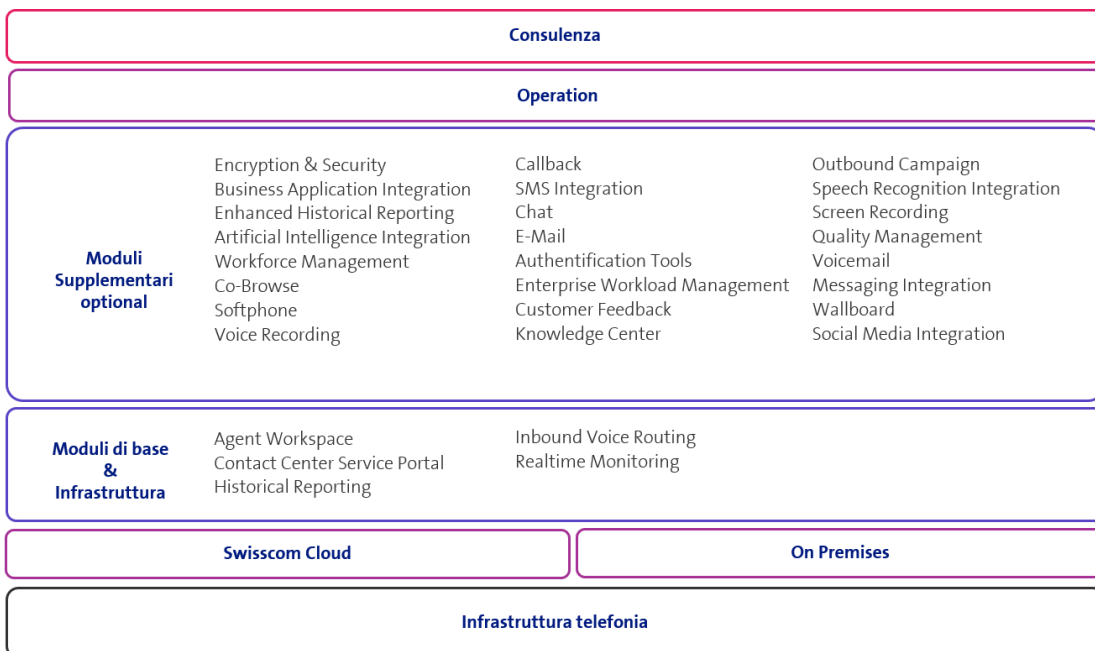 Consulenza
Operation
Moduli
Supplementari
optional
Encryption & Security
Business Application Integration
Enhanced Historical Reporting
Artificial Intelligence Integration
Workforce Management
Co-Browse
Softphone
Voice Recording
Callback
SMS Integration
Chat
E-Mail
Authentification Tools
Enterprise Workload Management
Customer Feedback
Knowledge Center
Outbound Campaign
Speech Recognition Integration
Screen Recording
Quality Management
Voicemail
Messaging Integration
Wallboard
Social Media Integration
Moduli di base
&
Infrastruttura
Agent Workspace
Contact Center Service Portal
Historical Reporting
Inbound Voice Routing
Realtime Monitoring
Swisscom Cloud
On Premises
Infrastruttura telefonia